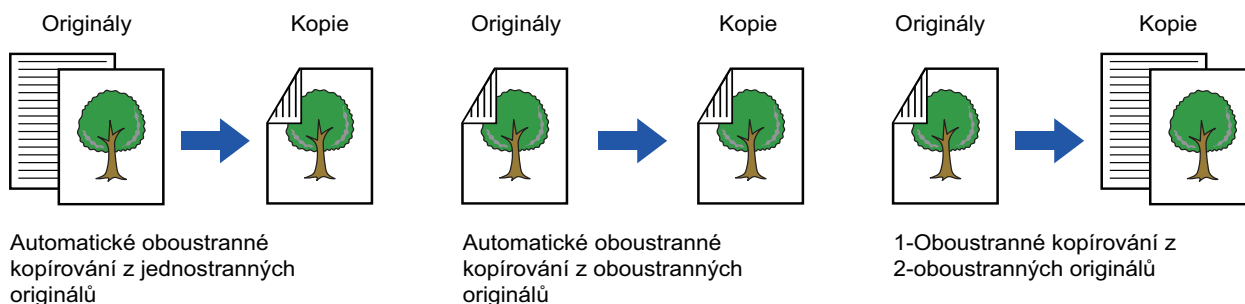 Originály
Kopie
Originály
Kopie
Originály
Kopie
Automatické oboustranné
kopírování z jednostranných
originálů
Automatické oboustranné
kopírování z oboustranných
originálů
1-Oboustranné kopírování z
2-oboustranných originálů